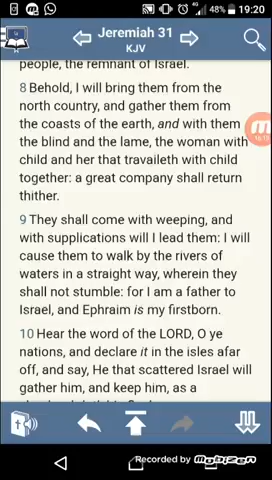 4G 48% 19:20
Jeremiah 31
KJV
people, the remnant of Israel.
8 Behold, I will bring them from the
north country, and gather them from
the coasts of the earth, and with them
the blind and the lame, the woman with
child and her that travaileth with child
together: a great company shall return
thither.
9 They shall come with weeping, and
with supplications will I lead them: I will
cause them to walk by the rivers of
waters in a straight way, wherein they
shall not stumble: for I am a father to
Israel, and Ephraim is my firstborn.
10 Hear the word of the LORD, O ye
nations, and declare it in the isles afar
off, and say, He that scattered Israel will
gather him, and keep him, as a
Recorded by mobizen